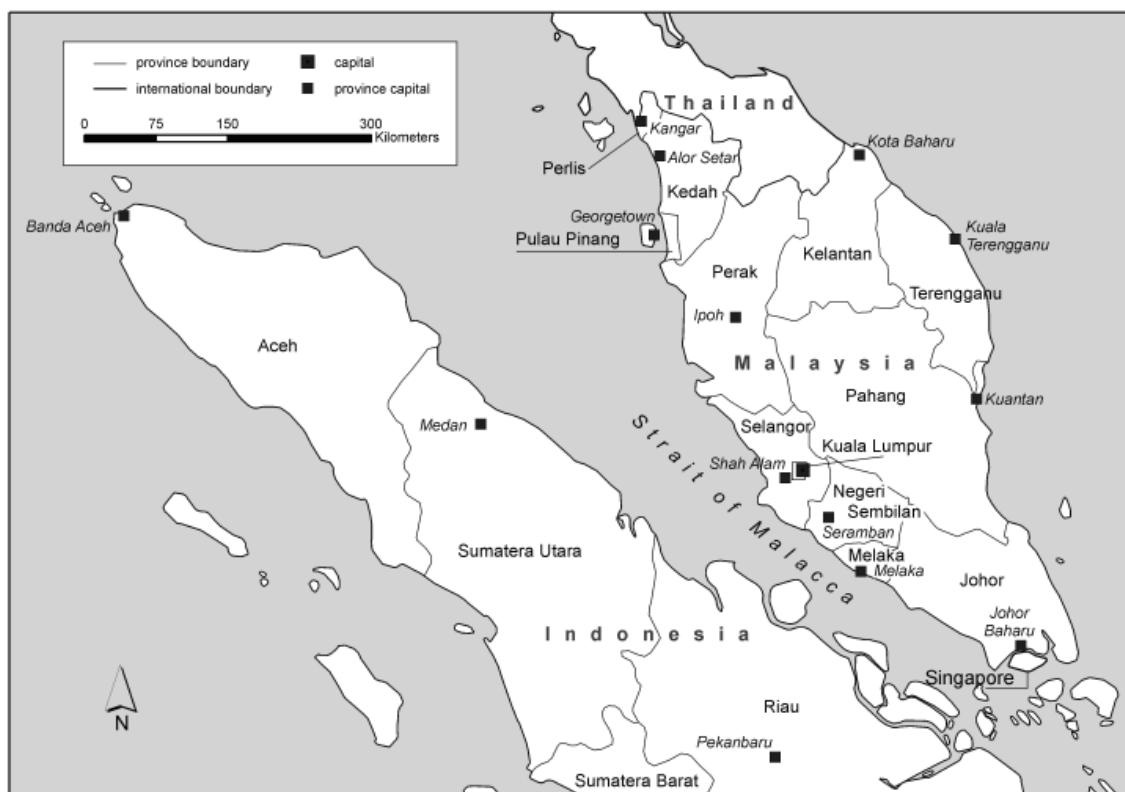 province boundary
capital
international boundary
province capital
0 75 150 300
Kilometers
Thailand
Kangar
Kota Baharu
Perlis
Alor Setar
Kedah
Banda Aceh
Georgetown
Kuala
Terengganu
Pulau Pinang
Kelantan
Perak
Terengganu
Ipoh
Aceh
Malaysia
Pahang
Kuantan
Medan
Selangor
Kuala Lumpur
Shah Alam
Strait of Malacca
Negeri
Sembilan
Seramban
Sumatera Utara
Melaka
Melaka
Johor
Johor
Baharu
Indonesia
Singapore
N
Riau
Pekanbaru
Sumatera Barat